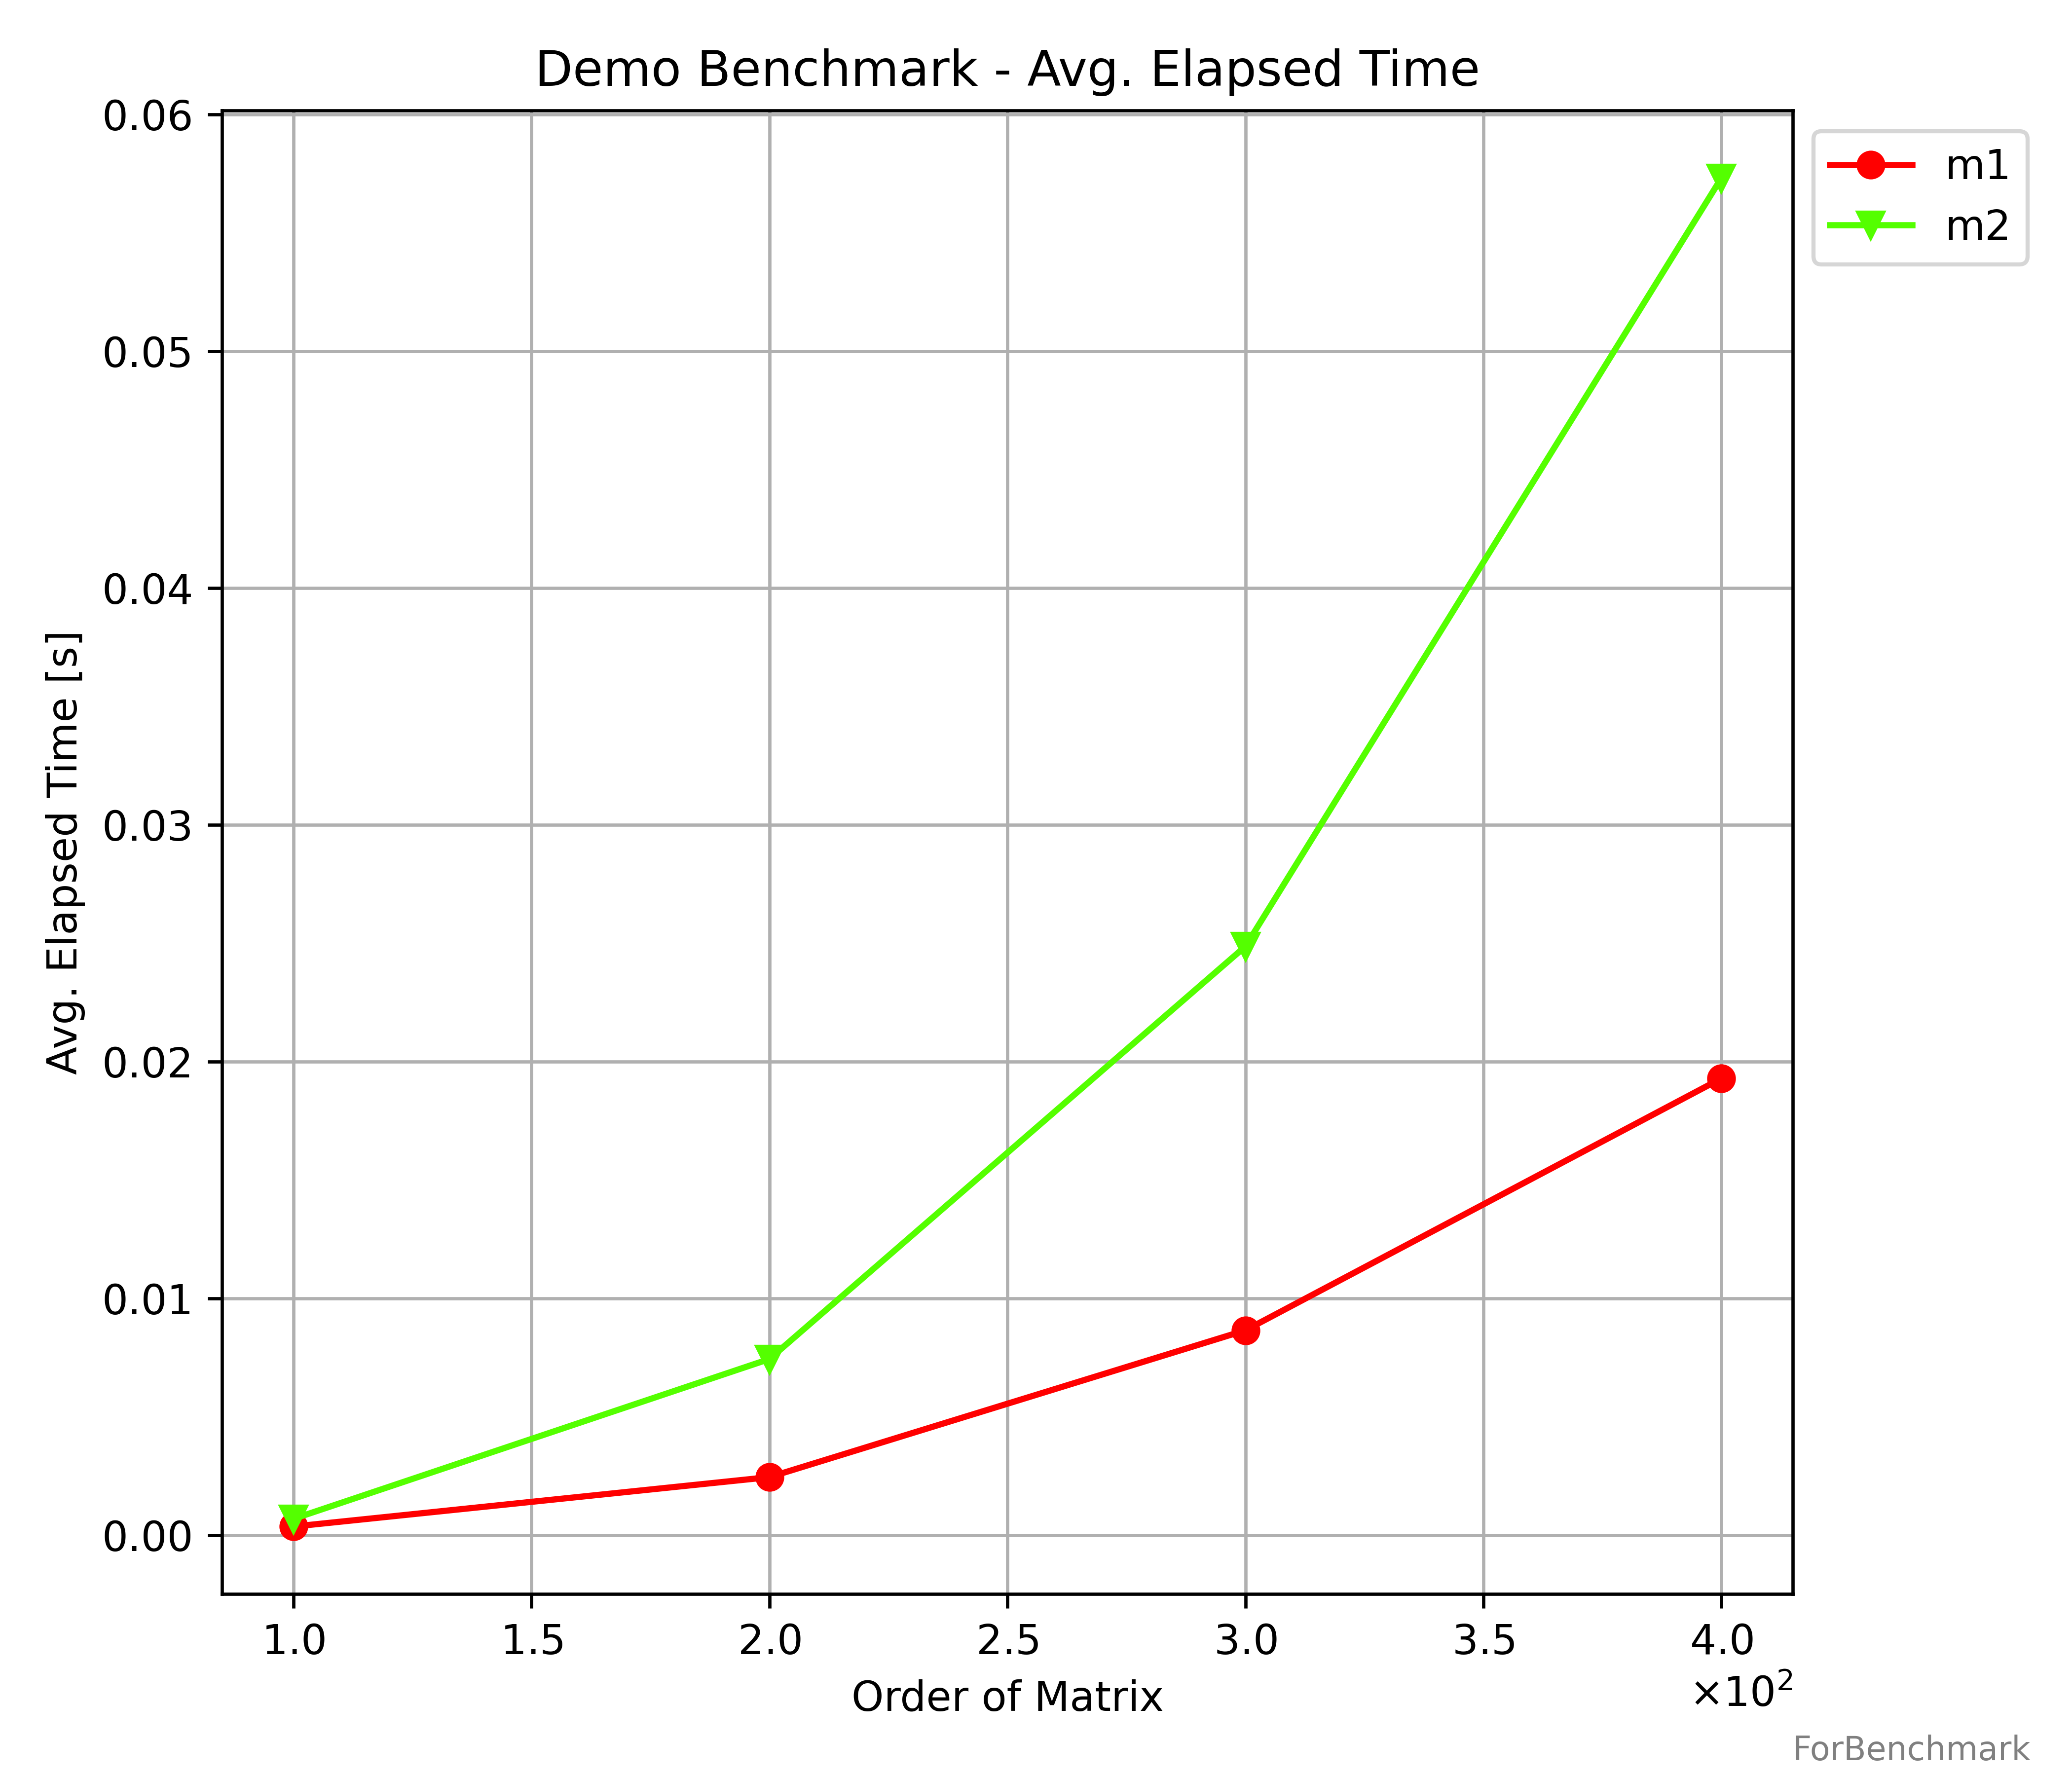 Demo Benchmark - Avg. Elapsed Time
m1
m2
0.06
0.05
0.04
0.03
0.02
0.01
0.00
Avg. Elapsed Time [s]
1.0 1.5 2.0 2.5 3.0 3.5 4.0
×10²
Order of Matrix
ForBenchmark